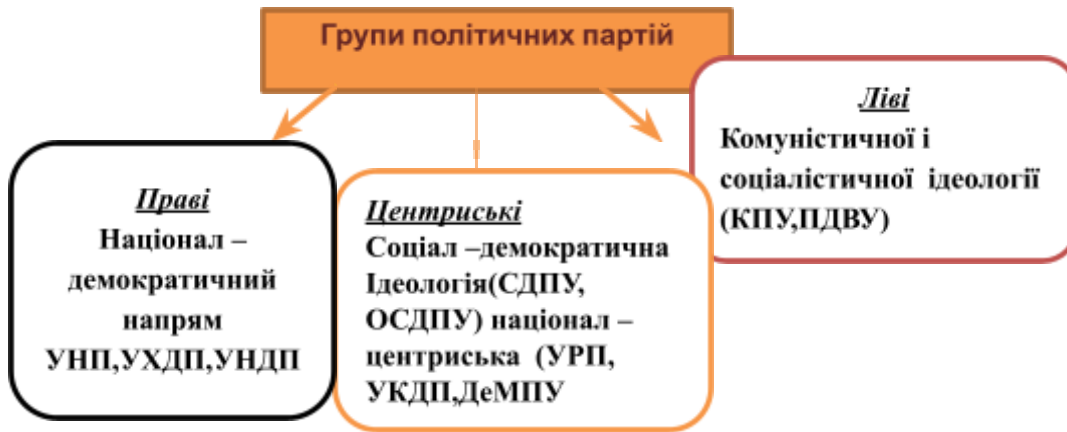 Групи політичних партій
Праві
Націонал –
демократичний
напрям
УНП,УХДП,УНДП
Центриські
Соціал –демократична
Ідеологія(СДПУ,
ОСДПУ) націонал –
центриська (УРП,
УКДП,ДеМПУ
Ліві
Комуністичної і
соціалістичної ідеології
(КПУ,ПДВУ)